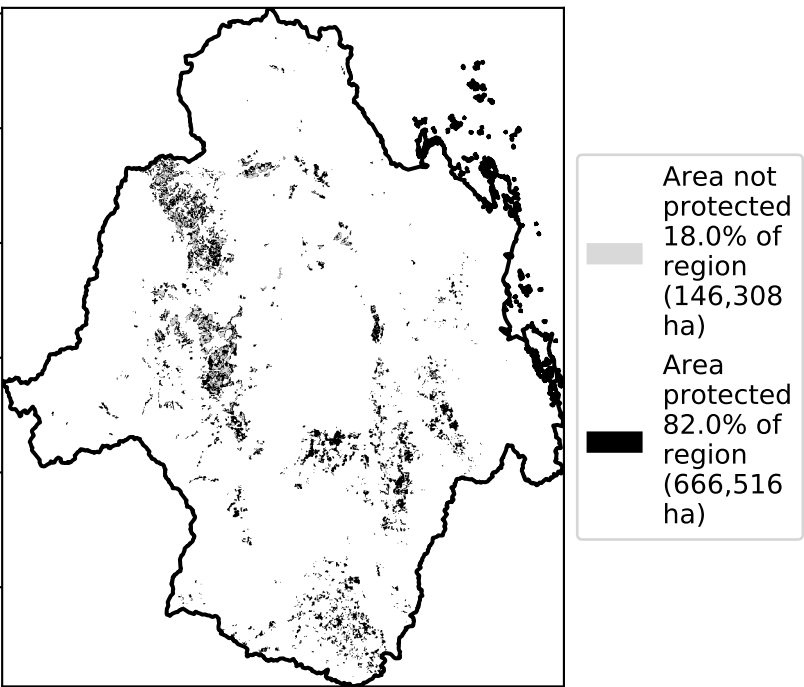 Area not
protected
18.0% of
region
(146,308
ha)
Area
protected
82.0% of
region
(666,516
ha)